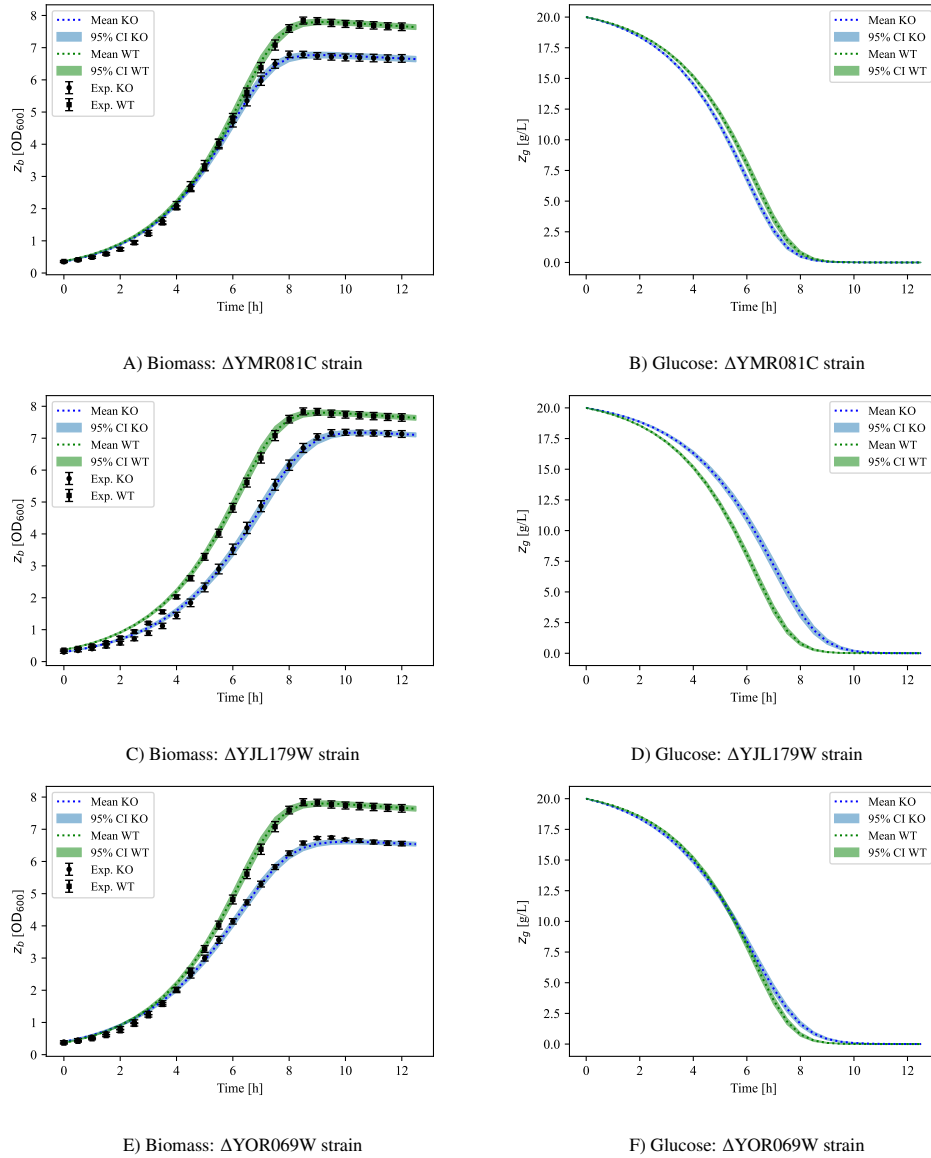 8
7
6
5
4
3
2
1
0
z_b [OD600]
Mean KO
95% CI KO
Mean WT
95% CI WT
Exp. KO
Exp. WT
0 2 4 6 8 10 12
Time [h]
20.0
17.5
15.0
12.5
10.0
7.5
5.0
2.5
0.0
z_g [g/L]
Mean KO
95% CI KO
Mean WT
95% CI WT
0 2 4 6 8 10 12
Time [h]
A) Biomass: ΔYMR081C strain
B) Glucose: ΔYMR081C strain
8
7
6
5
4
3
2
1
0
z_b [OD600]
Mean KO
95% CI KO
Mean WT
95% CI WT
Exp. KO
Exp. WT
0 2 4 6 8 10 12
Time [h]
20.0
17.5
15.0
12.5
10.0
7.5
5.0
2.5
0.0
z_g [g/L]
Mean KO
95% CI KO
Mean WT
95% CI WT
0 2 4 6 8 10 12
Time [h]
C) Biomass: ΔYJL179W strain
D) Glucose: ΔYJL179W strain
8
7
6
5
4
3
2
1
0
z_b [OD600]
Mean KO
95% CI KO
Mean WT
95% CI WT
Exp. KO
Exp. WT
0 2 4 6 8 10 12
Time [h]
20.0
17.5
15.0
12.5
10.0
7.5
5.0
2.5
0.0
z_g [g/L]
Mean KO
95% CI KO
Mean WT
95% CI WT
0 2 4 6 8 10 12
Time [h]
E) Biomass: ΔYOR069W strain
F) Glucose: ΔYOR069W strain